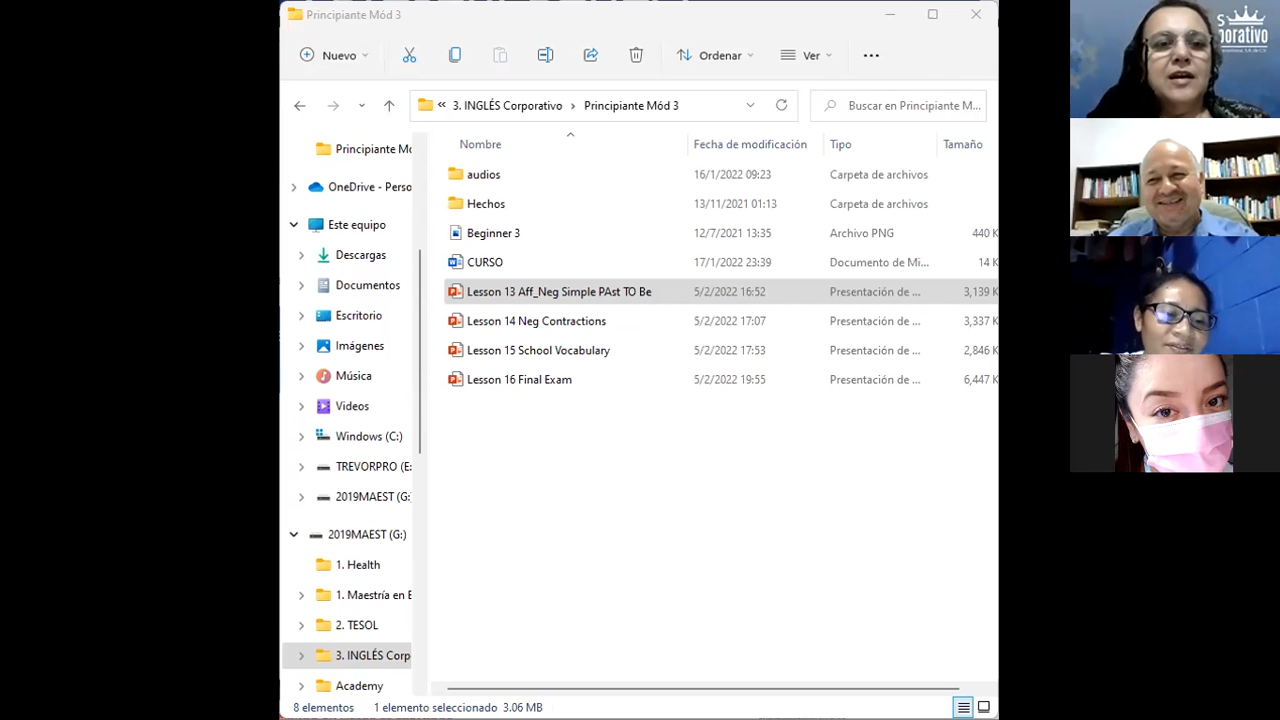 Principiante Mód 3
Nuevo
Ordenar
Ver
« 3. INGLÉS Corporativo > Principiante Mód 3
Buscar en Principiante M...
Nombre Fecha de modificación Tipo Tamaño
audios 16/1/2022 09:23 Carpeta de archivos
Hechos 13/11/2021 01:13 Carpeta de archivos
Beginner 3 12/7/2021 13:35 Archivo PNG 440 K
CURSO 17/1/2022 23:39 Documento de Mi... 14 K
Lesson 13 Aff_Neg Simple PAst TO Be 5/2/2022 16:52 Presentación de ... 3,139 K
Lesson 14 Neg Contractions 5/2/2022 17:07 Presentación de ... 3,337 K
Lesson 15 School Vocabulary 5/2/2022 17:53 Presentación de ... 2,846 K
Lesson 16 Final Exam 5/2/2022 19:55 Presentación de ... 6,447 K
Principiante Mó
OneDrive - Perso
Este equipo
Descargas
Documentos
Escritorio
Imágenes
Música
Videos
Windows (C:)
TREVORPRO (E:
2019MAEST (G:
2019MAEST (G:)
1. Health
1. Maestría en E
2. TESOL
3. INGLÉS Corp
Academy
8 elementos 1 elemento seleccionado 3.06 MB
S
porativo